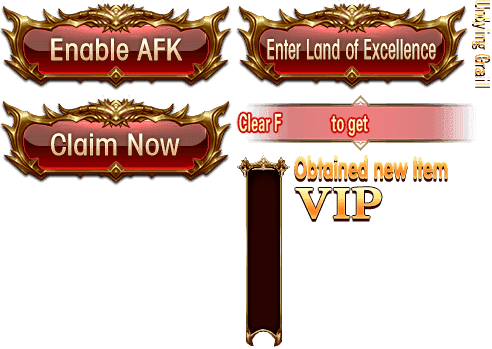 Enable AFK
Enter Land of Excellence
Undying Grail
Claim Now
Clear F to get
Obtained new Item
VIP